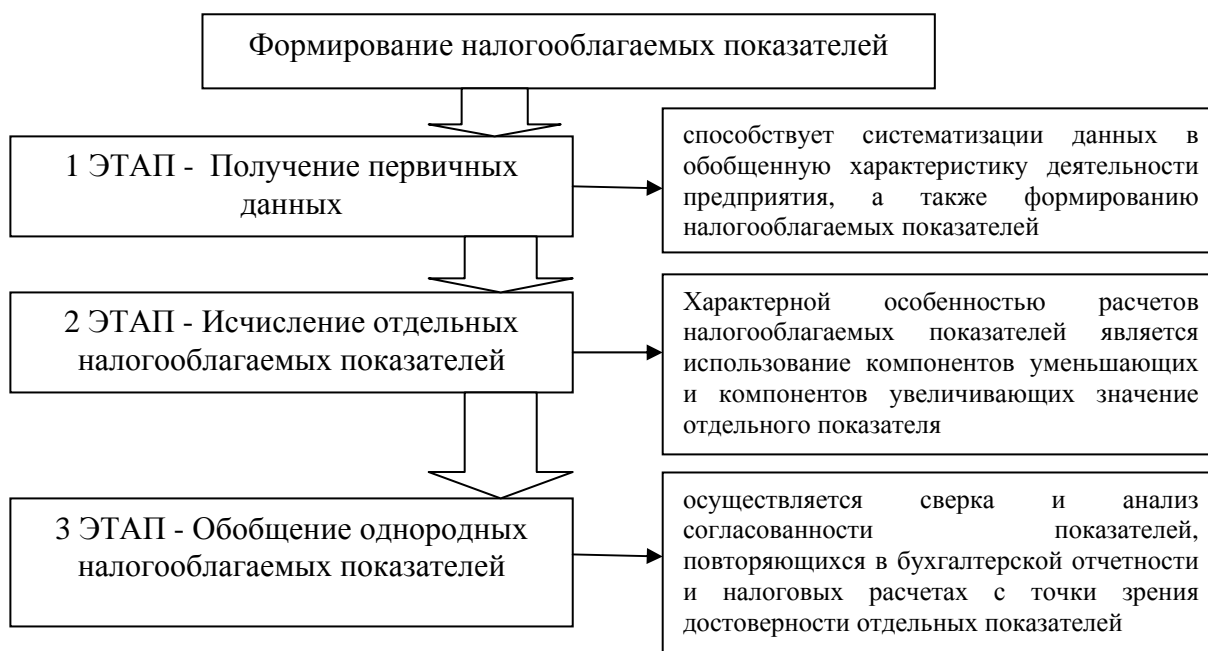 Формирование налогооблагаемых показателей
1 ЭТАП - Получение первичных
данных
способствует систематизации данных в
обобщенную характеристику деятельности
предприятия, а также формированию
налогооблагаемых показателей
2 ЭТАП - Исчисление отдельных
налогооблагаемых показателей
Характерной особенностью расчетов
налогооблагаемых показателей является
использование компонентов уменьшающих
и компонентов увеличивающих значение
отдельного показателя
3 ЭТАП - Обобщение однородных
налогооблагаемых показателей
осуществляется сверка и анализ
согласованности показателей,
повторяющихся в бухгалтерской отчетности
и налоговых расчетах с точки зрения
достоверности отдельных показателей